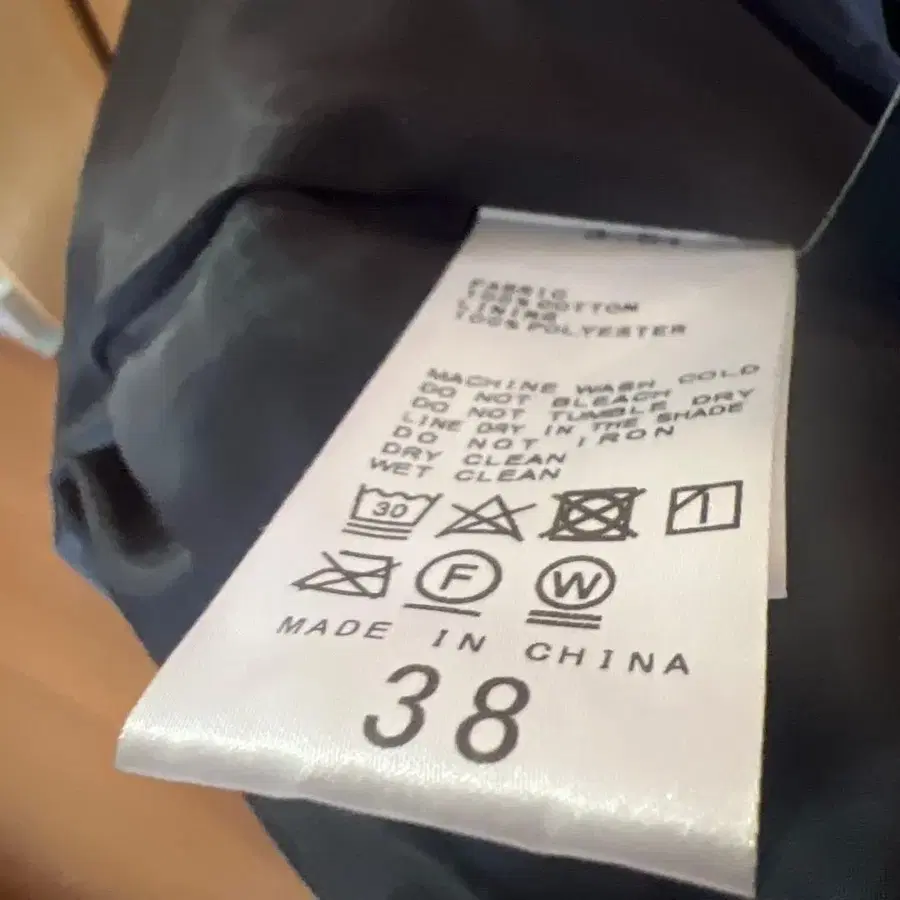 FABRIC
100% COTTON
LINING
100% POLYESTER
MACHINE WASH COLD
DO NOT BLEACH DRY
DO NOT TUMBLE DRY
LINE DRY IN THE SHADE
DO NOT IRON
DRY CLEAN
WET CLEAN
30
F W
MADE IN CHINA
38